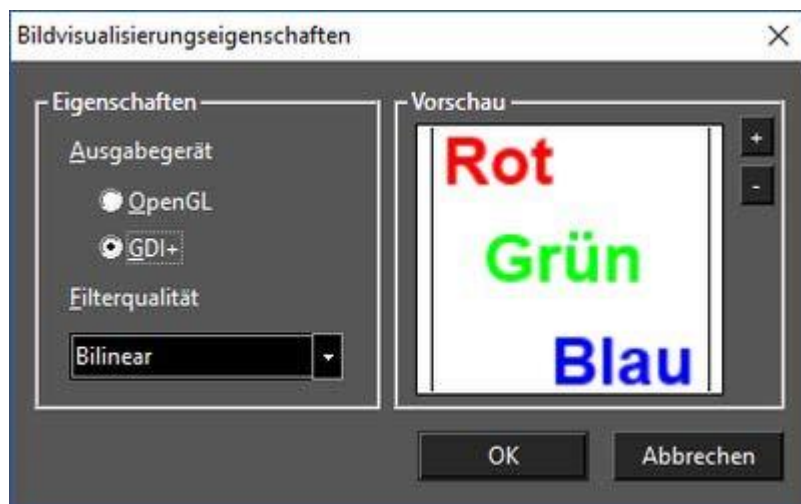 Bildvisualisierungseigenschaften
Eigenschaften
Ausgabegerät
OpenGL
GDI+
Filterqualität
Bilinear
Vorschau
+
-
Rot
Grün
Blau
OK
Abbrechen